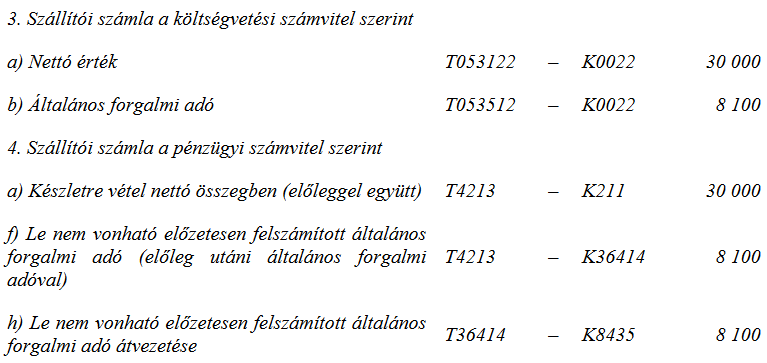 3. Szállítói számla a költségvetési számvitel szerint
a) Nettó érték T053122 – K0022 30 000
b) Általános forgalmi adó T053512 – K0022 8 100
4. Szállítói számla a pénzügyi számvitel szerint
a) Készletre vétel nettó összegben (előleggel együtt) T4213 – K211 30 000
f) Le nem vonható előzetesen felszámított általános
forgalmi adó (előleg utáni általános forgalmi T4213 – K36414 8 100
adóval)
h) Le nem vonható előzetesen felszámított általános
forgalmi adó átvezetése T36414 – K8435 8 100